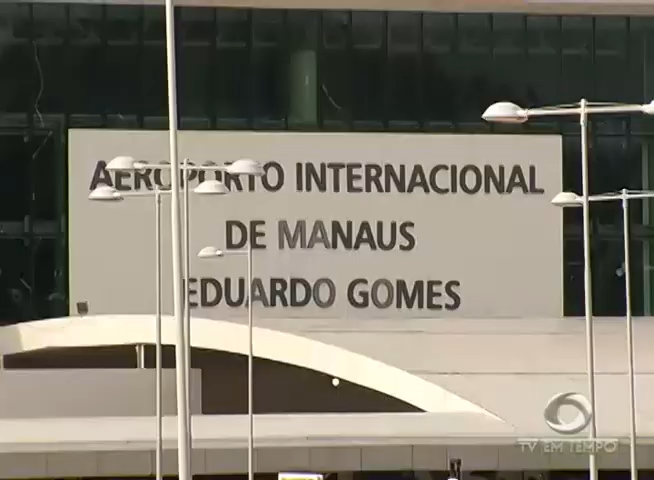 AEROPORTO INTERNACIONAL
DE MANAUS
EDUARDO GOMES
TV EM TEMPO